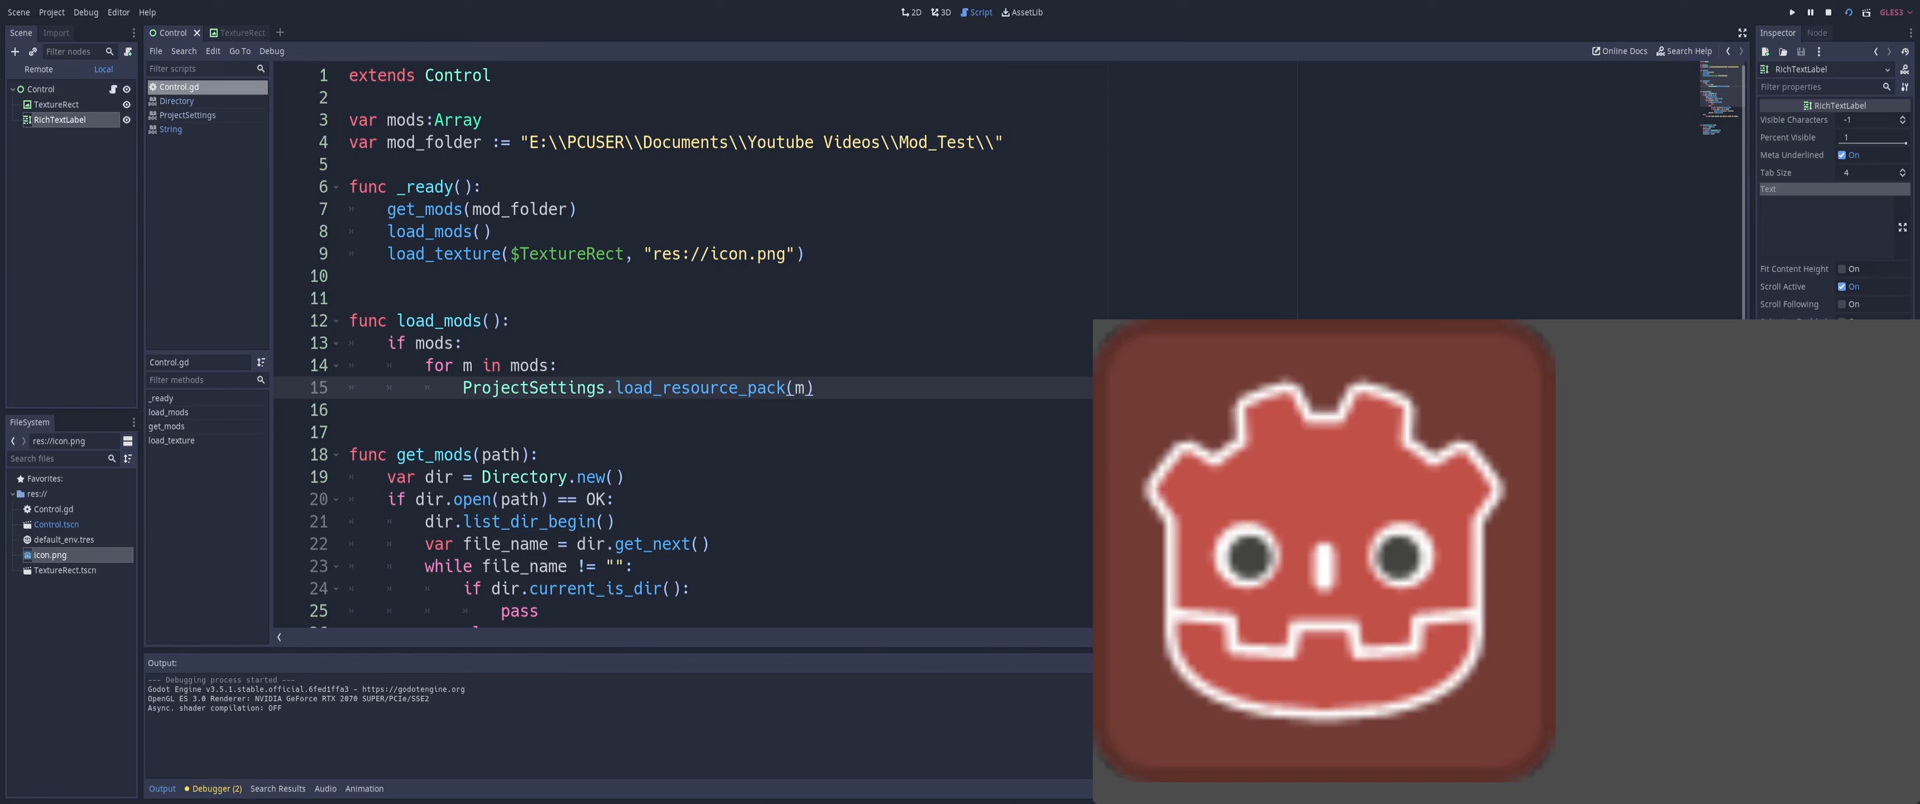 Scene Project Debug Editor Help
2D 3D Script AssetLib
GLES3
Scene Import
Filter nodes
Remote Local
Control
TextureRect
RichTextLabel
FileSystem
res://icon.png
Search files
Favorites:
res://
Control.gd
Control.tscn
default_env.tres
icon.png
TextureRect.tscn
Control TextureRect
File Search Edit Go To Debug
Online Docs Search Help
Filter scripts
Control.gd
Directory
ProjectSettings
String
Control.gd
Filter methods
_ready
load_mods
get_mods
load_texture
1 extends Control
2
3 var mods:Array
4 var mod_folder := "E:\\PCUSER\\Documents\\Youtube Videos\\Mod_Test\\"
5
6 func _ready():
7 get_mods(mod_folder)
8 load_mods()
9 load_texture($TextureRect, "res://icon.png")
10
11
12 func load_mods():
13 if mods:
14 for m in mods:
15 ProjectSettings.load_resource_pack(m)
16
17
18 func get_mods(path):
19 var dir = Directory.new()
20 if dir.open(path) == OK:
21 dir.list_dir_begin()
22 var file_name = dir.get_next()
23 while file_name != "":
24 if dir.current_is_dir():
25 pass
Output:
--- Debugging process started ---
Godot Engine v3.5.1.stable.official.6fed1ffa3 - https://godotengine.org
OpenGL ES 3.0 Renderer: NVIDIA GeForce RTX 2070 SUPER/PCIe/SSE2
Async. shader compilation: OFF
Output Debugger (2) Search Results Audio Animation
Inspector Node
RichTextLabel
Filter properties
RichTextLabel
Visible Characters -1
Percent Visible 1
Meta Underlined On
Tab Size 4
Text
Fit Content Height On
Scroll Active On
Scroll Following On